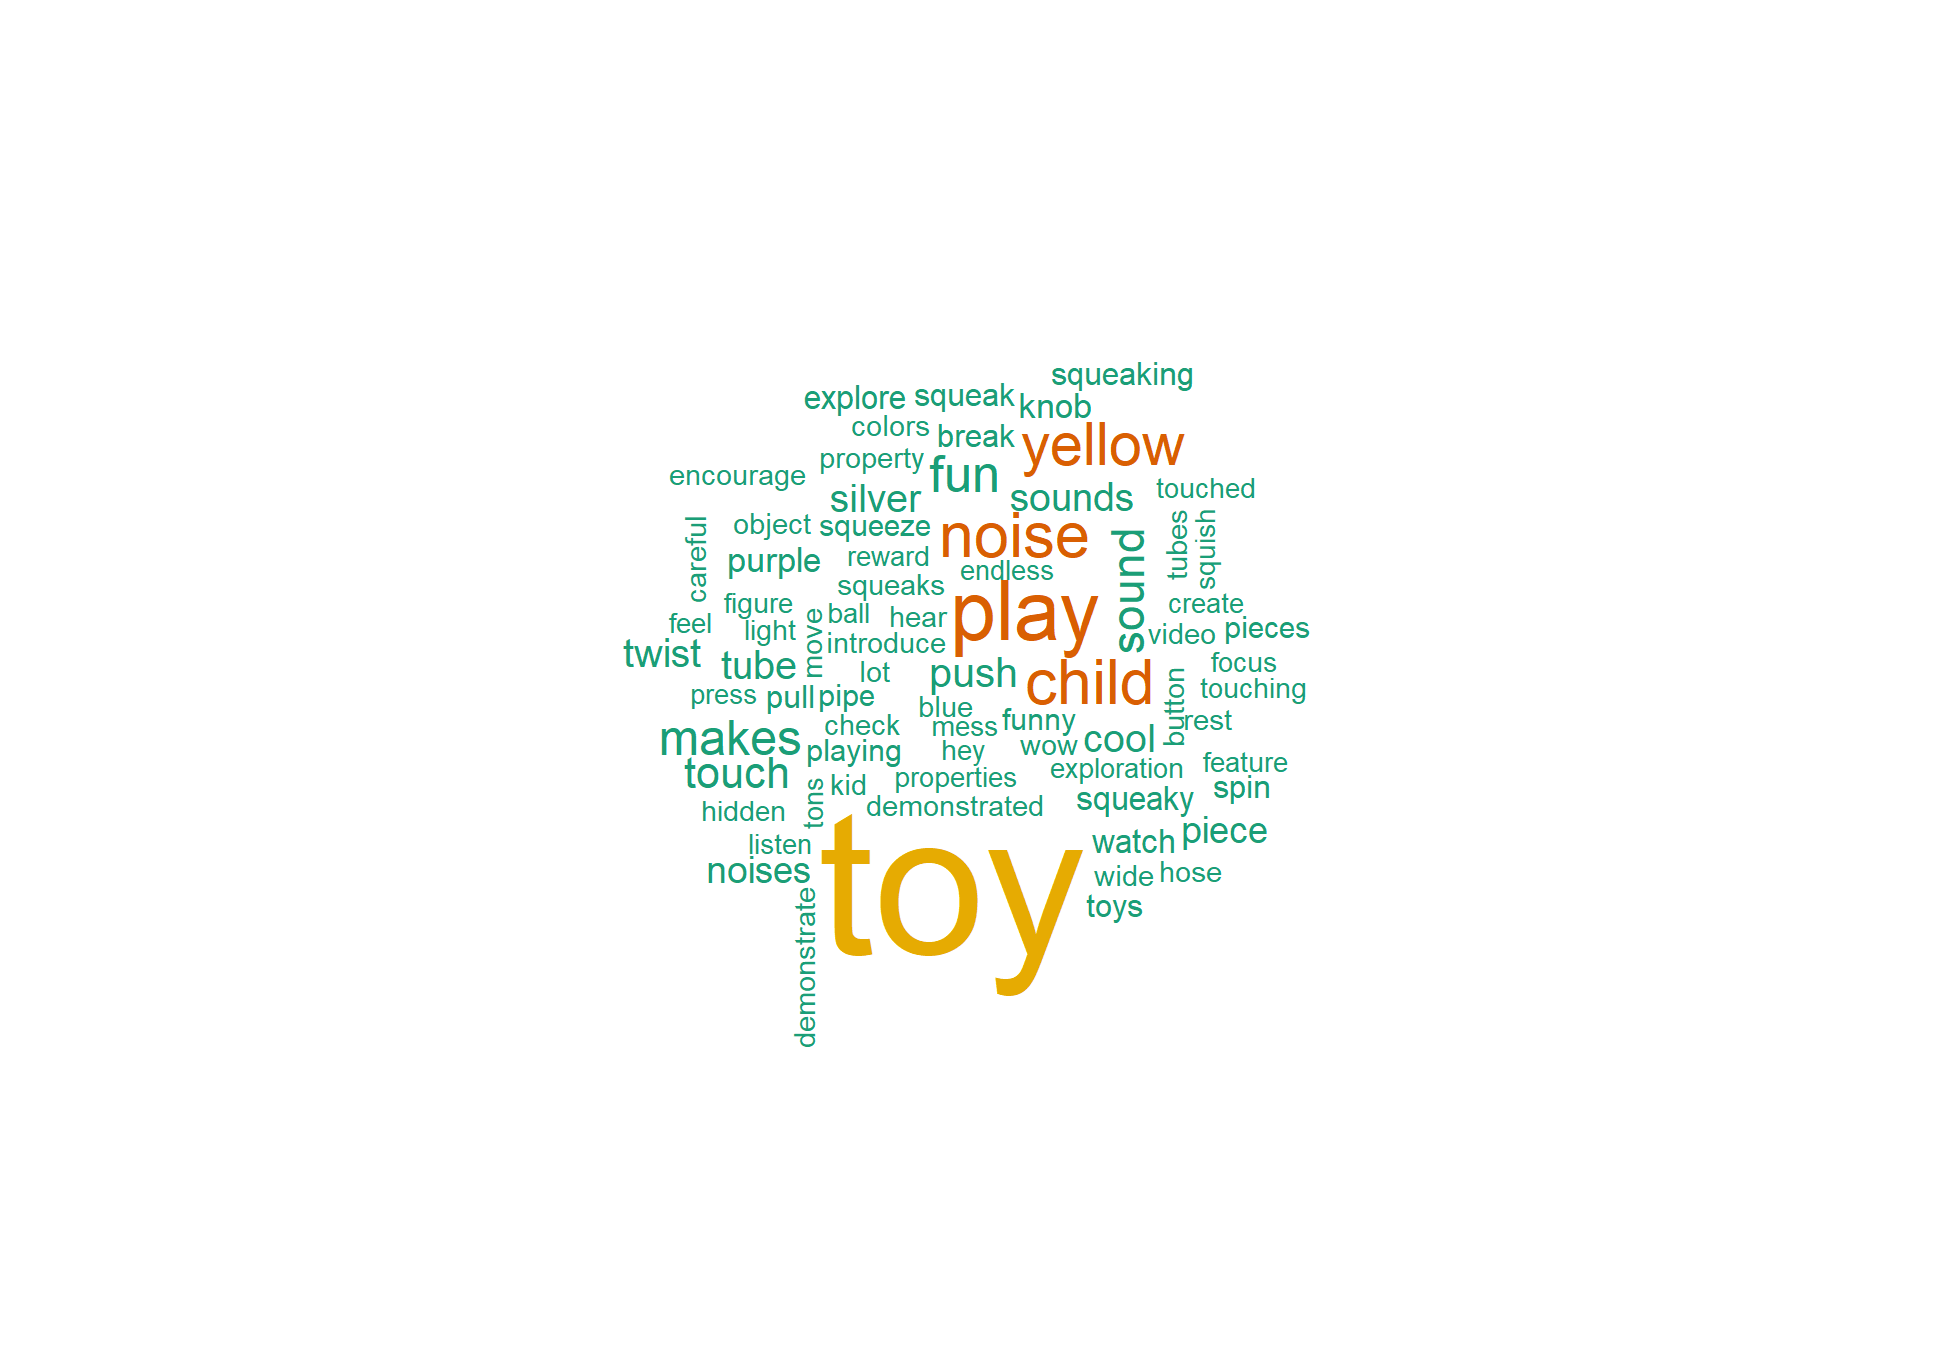 squeaking
explore squeak knob
colors break yellow
property fun
encourage silver sounds touched
careful object squeeze noise sound tubes squish
purple reward endless
squeaks play
figure ball hear create
feel light move introduce video pieces
twist tube lot push child focus
press pull pipe button touching
blue
check mess funny rest
makes playing hey wow cool
touch properties exploration feature
tons kid squeaky spin
hidden demonstrated
listen toy watch piece
noises wide hose
demonstrate toys